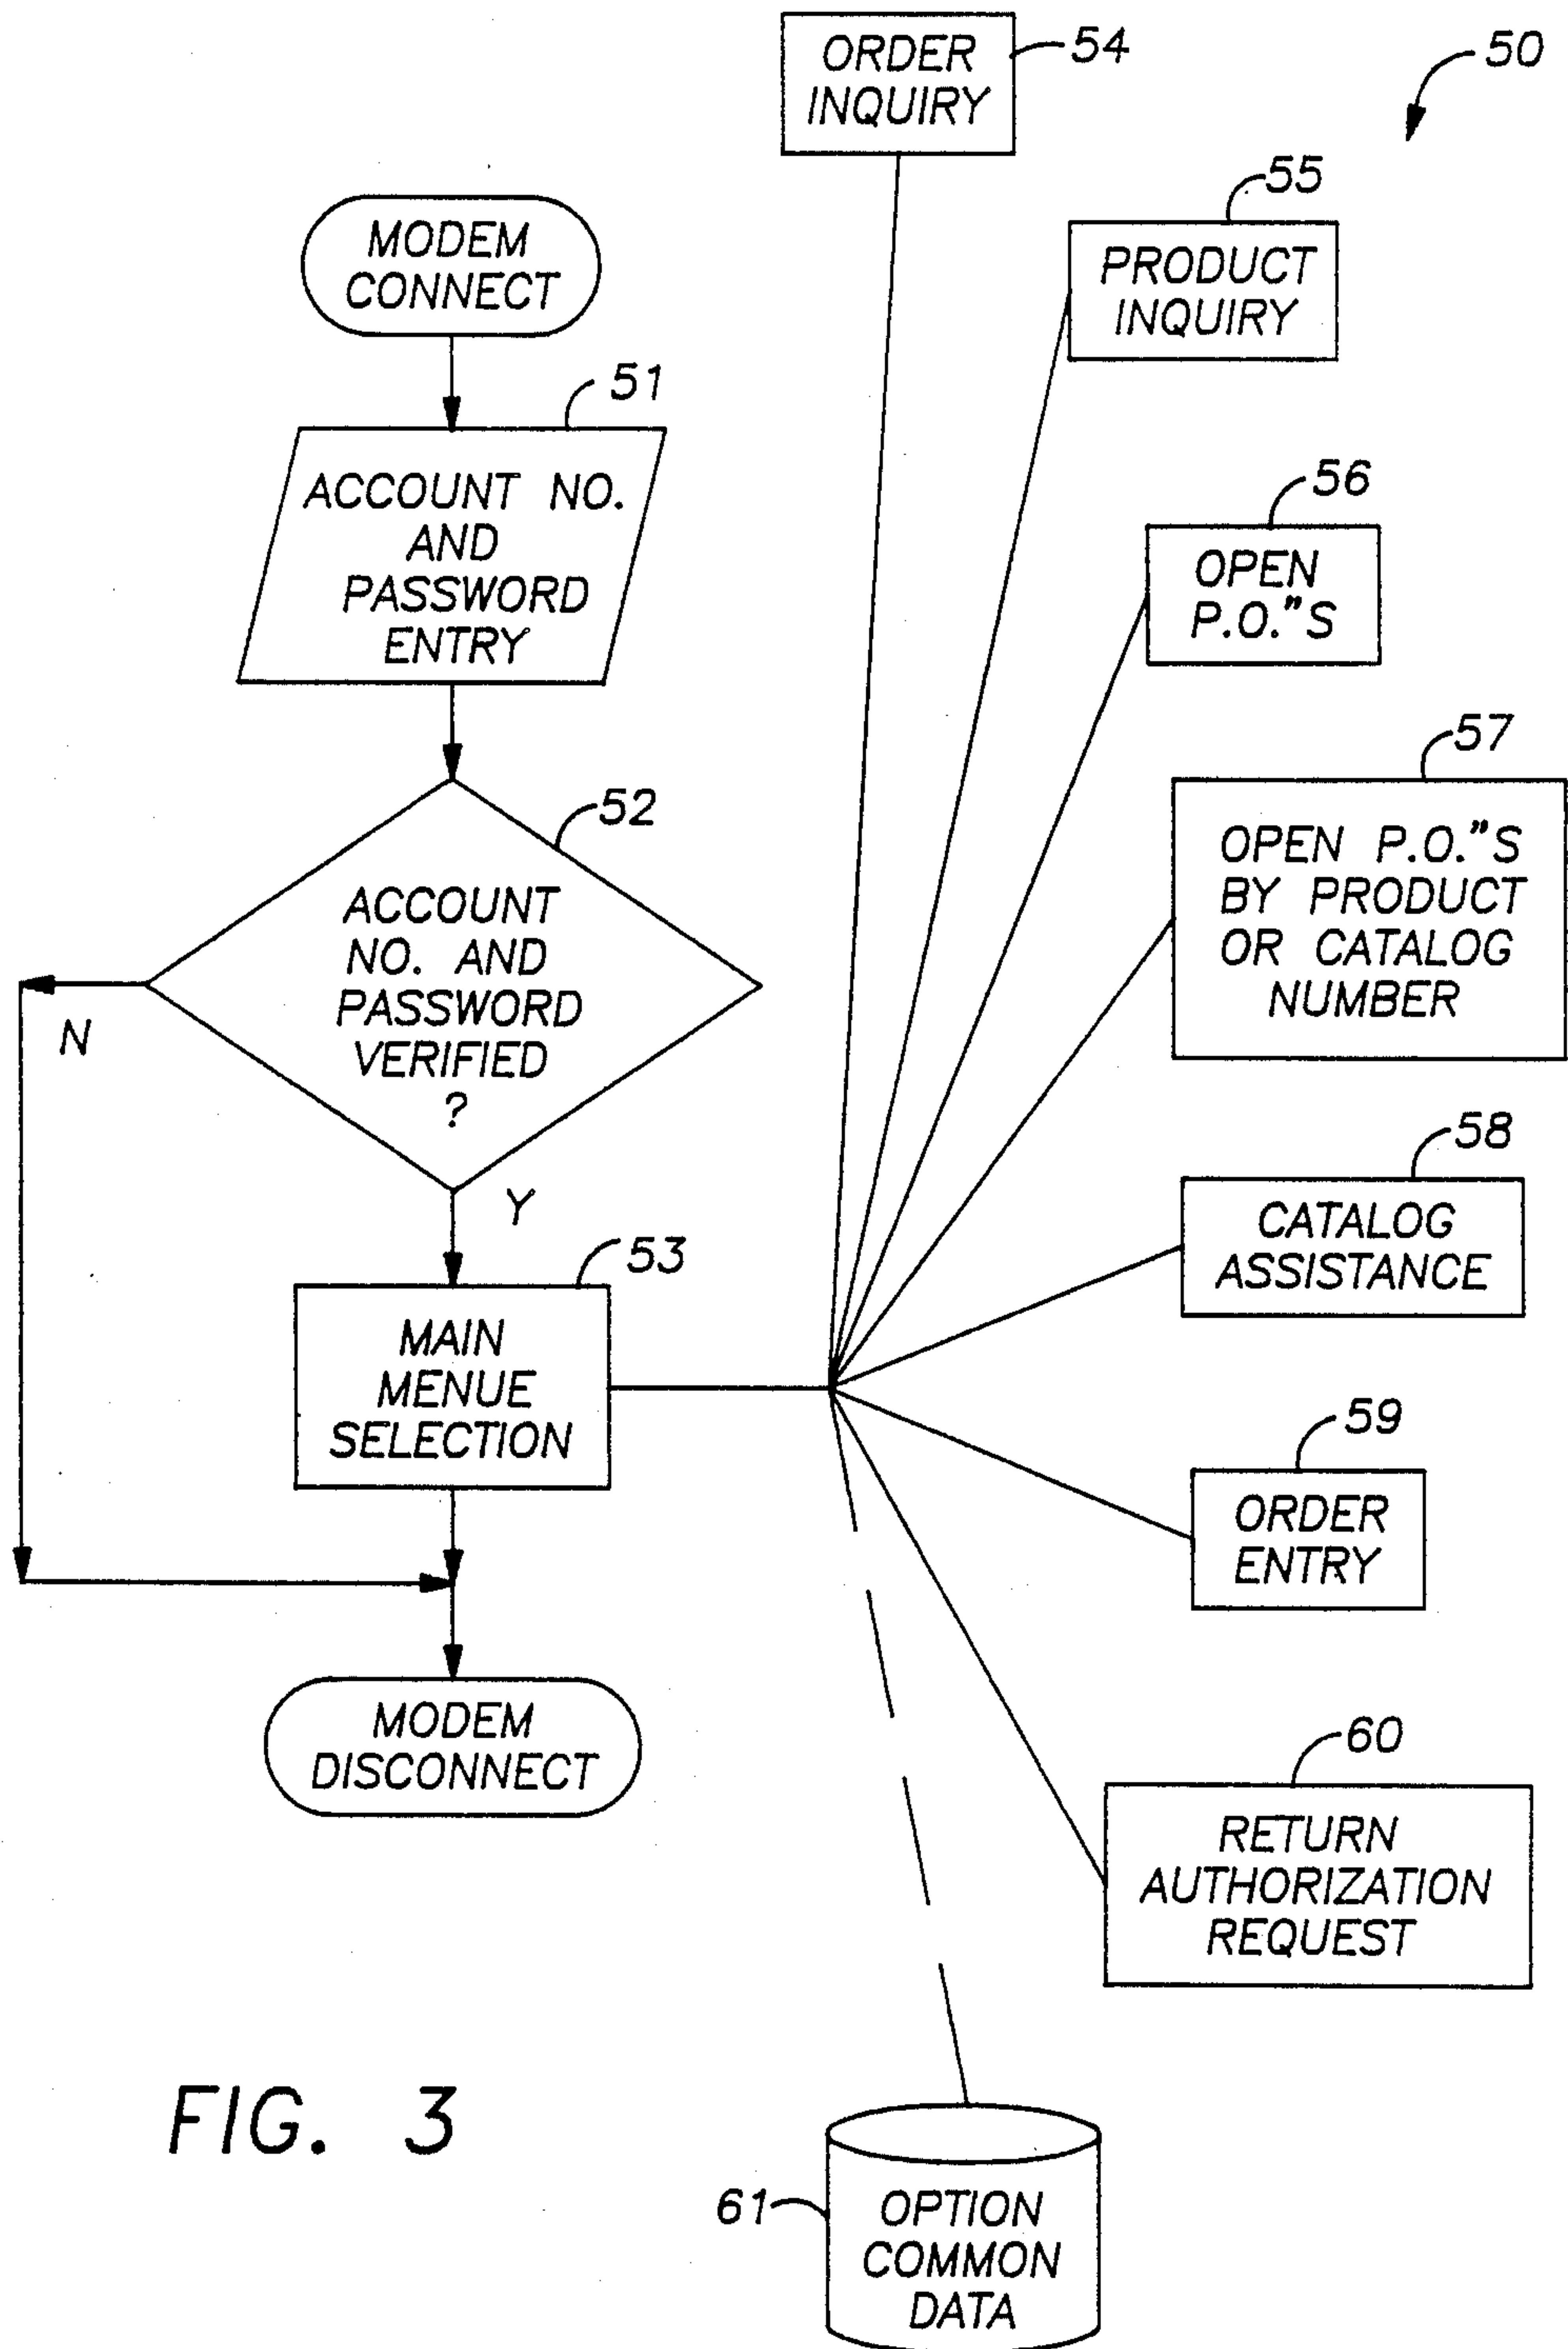 ORDER
INQUIRY
54
50
MODEM
CONNECT
55
PRODUCT
INQUIRY
51
ACCOUNT NO.
AND
PASSWORD
ENTRY
56
OPEN
P.O."S
52
ACCOUNT
NO. AND
PASSWORD
VERIFIED
?
N
Y
57
OPEN P.O."S
BY PRODUCT
OR CATALOG
NUMBER
58
CATALOG
ASSISTANCE
53
MAIN
MENUE
SELECTION
59
ORDER
ENTRY
MODEM
DISCONNECT
60
RETURN
AUTHORIZATION
REQUEST
61
OPTION
COMMON
DATA
FIG. 3